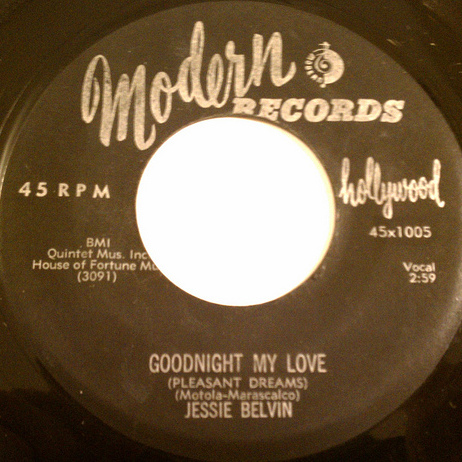 Modern
RECORDS
hollywood
45 RPM
45x1005
BMI
Quintet Mus. Inc
House of Fortune Mu
(3091)
Vocal
2:59
GOODNIGHT MY LOVE
(PLEASANT DREAMS)
(Motola-Marascalco)
JESSIE BELVIN